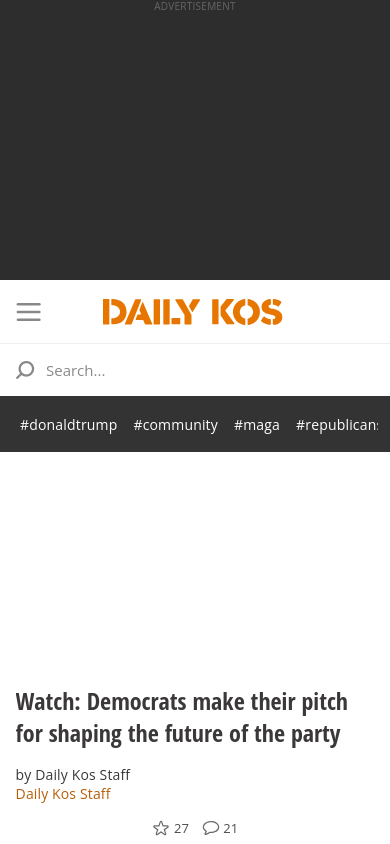 ADVERTISEMENT
DAILY KOS
Search...
#donaldtrump #community #maga #republicans
Watch: Democrats make their pitch
for shaping the future of the party
by Daily Kos Staff
Daily Kos Staff
27 21